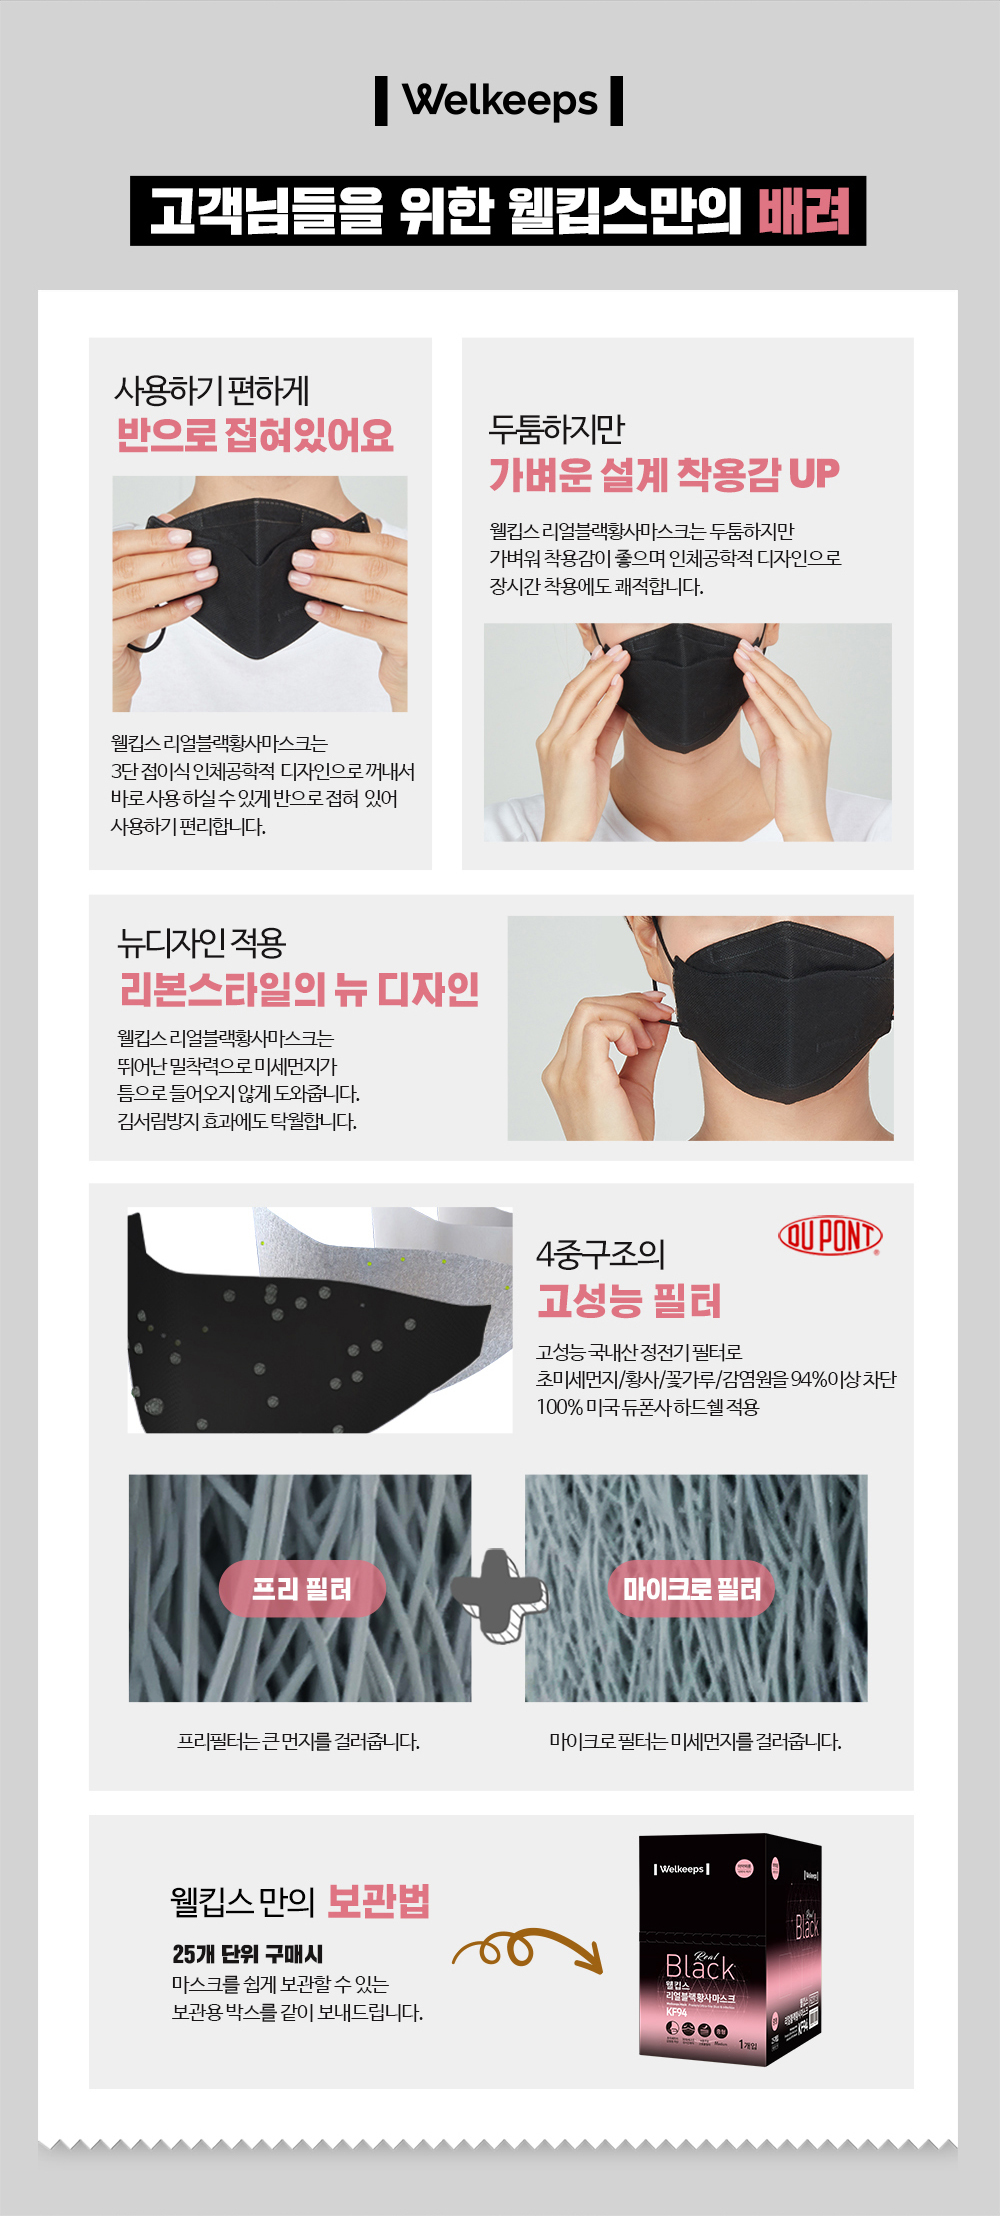 Welkeeps
고객님들을 위한 웰킵스만의 배려
사용하기 편하게
반으로 접혀있어요
웰킵스 리얼블랙황사마스크는
3단 접이식 인체공학적 디자인으로 꺼내서
바로 사용 하실 수 있게 반으로 접혀 있어
사용하기 편리합니다.
두툼하지만
가벼운 설계 착용감 UP
웰킵스 리얼블랙황사마스크는 두툼하지만
가벼워 착용감이 좋으며 인체공학적 디자인으로
장시간 착용에도 쾌적합니다.
뉴디자인 적용
리본스타일의 뉴 디자인
웰킵스 리얼블랙황사마스크는
뛰어난 밀착력으로 미세먼지가
틈으로 들어오지 않게 도와줍니다.
김서림방지 효과에도 탁월합니다.
DUPONT
4중구조의
고성능 필터
고성능 국내산 정전기 필터로
초미세먼지/황사/꽃가루/감염원을 94%이상 차단
100% 미국 듀폰사 하드쉘 적용
프리 필터
마이크로 필터
프리필터는 큰 먼지를 걸러줍니다.
마이크로 필터는 미세먼지를 걸러줍니다.
웰킵스 만의 보관법
25개 단위 구매시
마스크를 쉽게 보관할 수 있는
보관용 박스를 같이 보내드립니다.
Welkeeps
Real
Black
웰킵스
리얼블랙황사마스크
KF94
1개입
Welkeeps
Real
Black
KF94